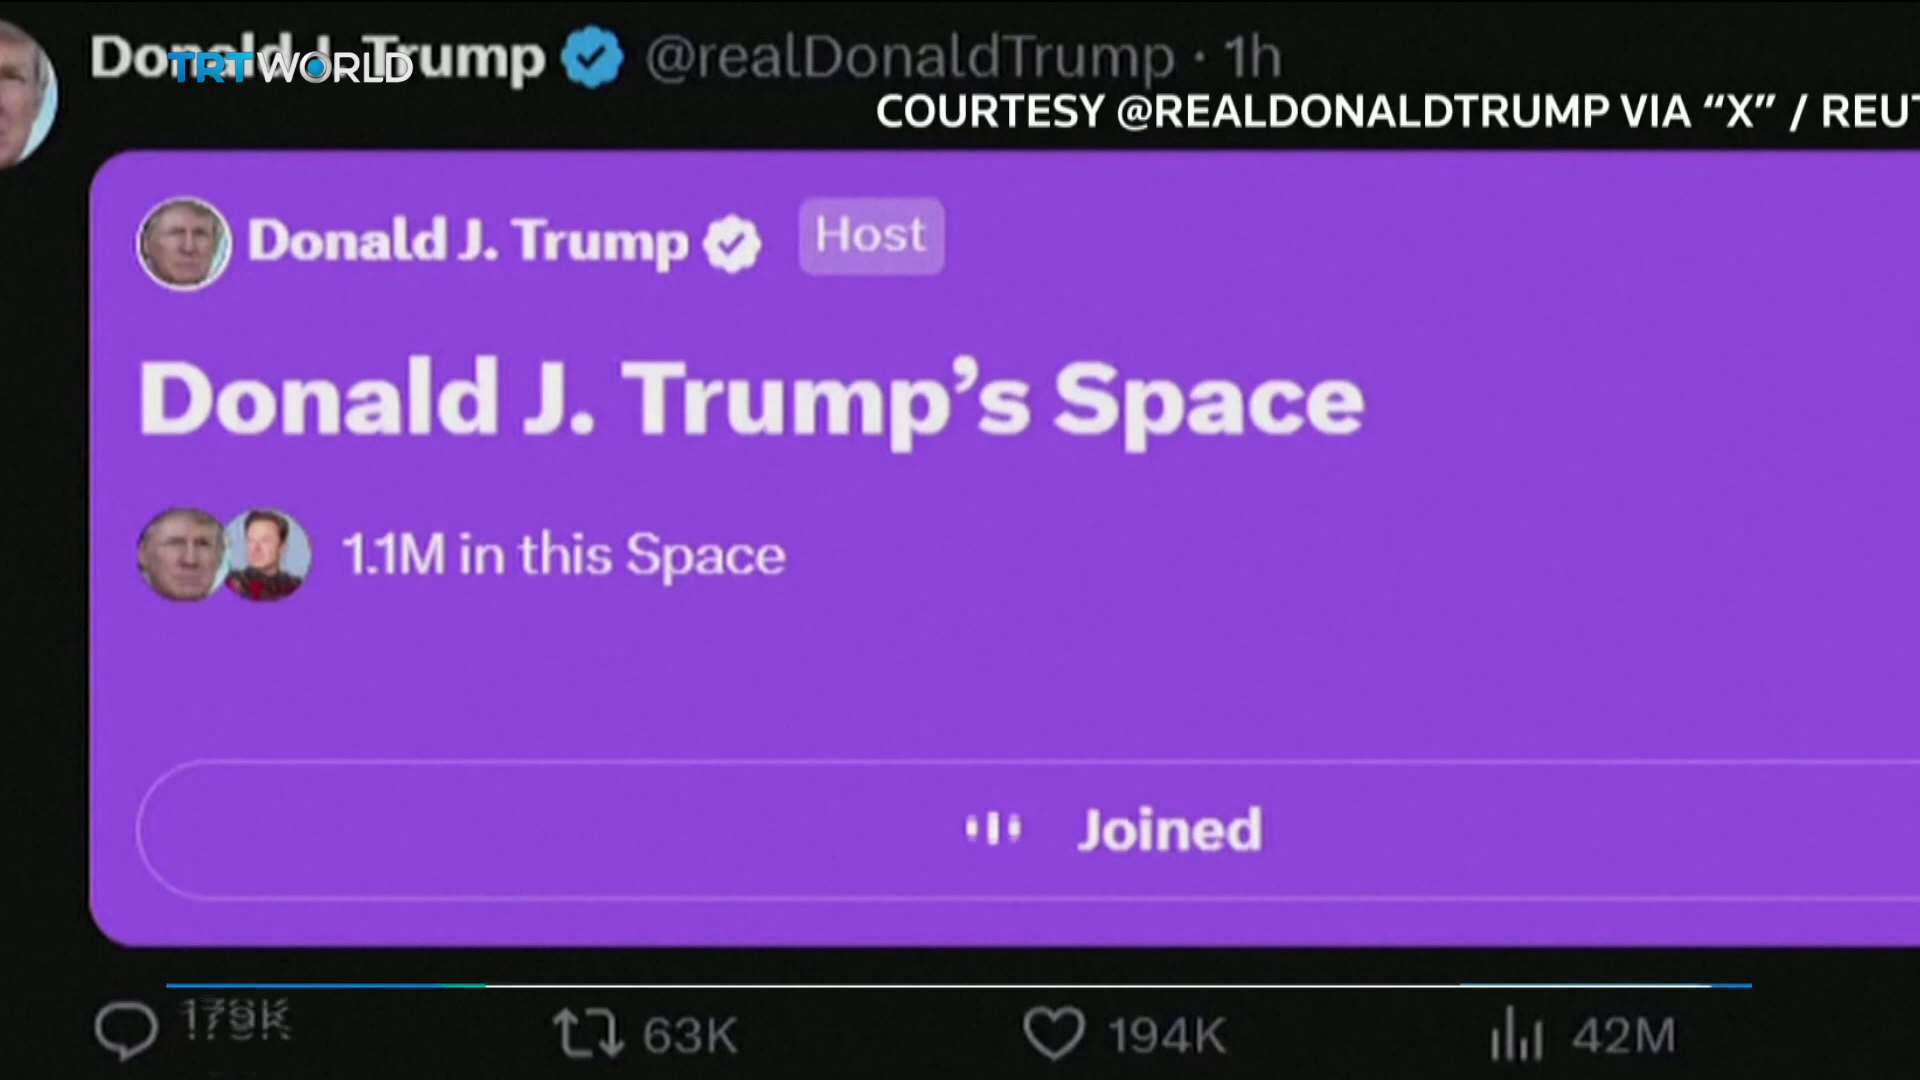 Donald J. Trump @realDonaldTrump · 1h
TRT WORLD
COURTESY @REALDONALDTRUMP VIA “X” / REUT
Donald J. Trump Host
Donald J. Trump’s Space
1.1M in this Space
Joined
63K 194K 42M